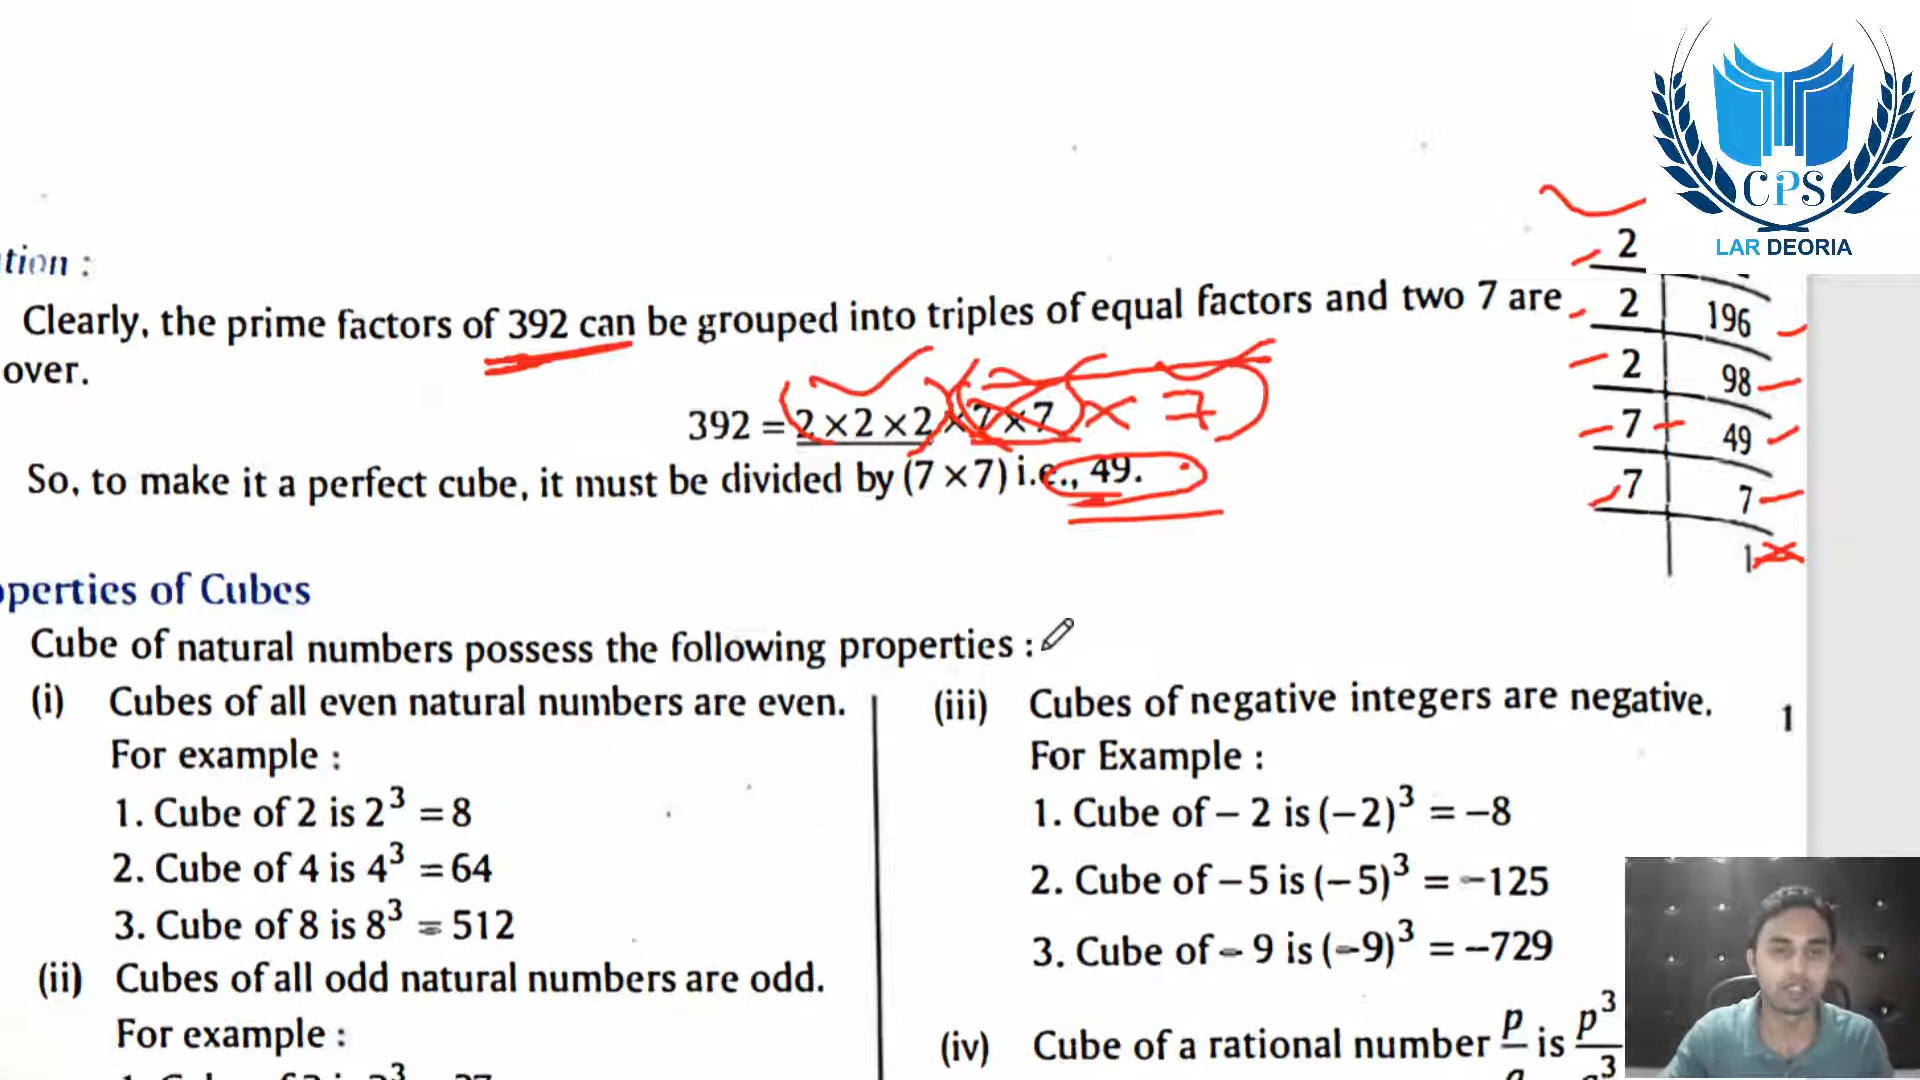 CPS
LAR DEORIA
tion :
Clearly, the prime factors of 392 can be grouped into triples of equal factors and two 7 are
over.
392 = 2 × 2 × 2 × 7 × 7 × 7
So, to make it a perfect cube, it must be divided by (7 × 7) i.e., 49.
2
2 196
2 98
7 49
7 7
1
operties of Cubes
Cube of natural numbers possess the following properties :
(i) Cubes of all even natural numbers are even.
For example :
1. Cube of 2 is 2³ = 8
2. Cube of 4 is 4³ = 64
3. Cube of 8 is 8³ = 512
(ii) Cubes of all odd natural numbers are odd.
For example :
(iii) Cubes of negative integers are negative.
1
For Example :
1. Cube of – 2 is (–2)³ = –8
2. Cube of – 5 is (– 5)³ = –125
3. Cube of – 9 is (–9)³ = –729
(iv) Cube of a rational number p/q is p³/q³